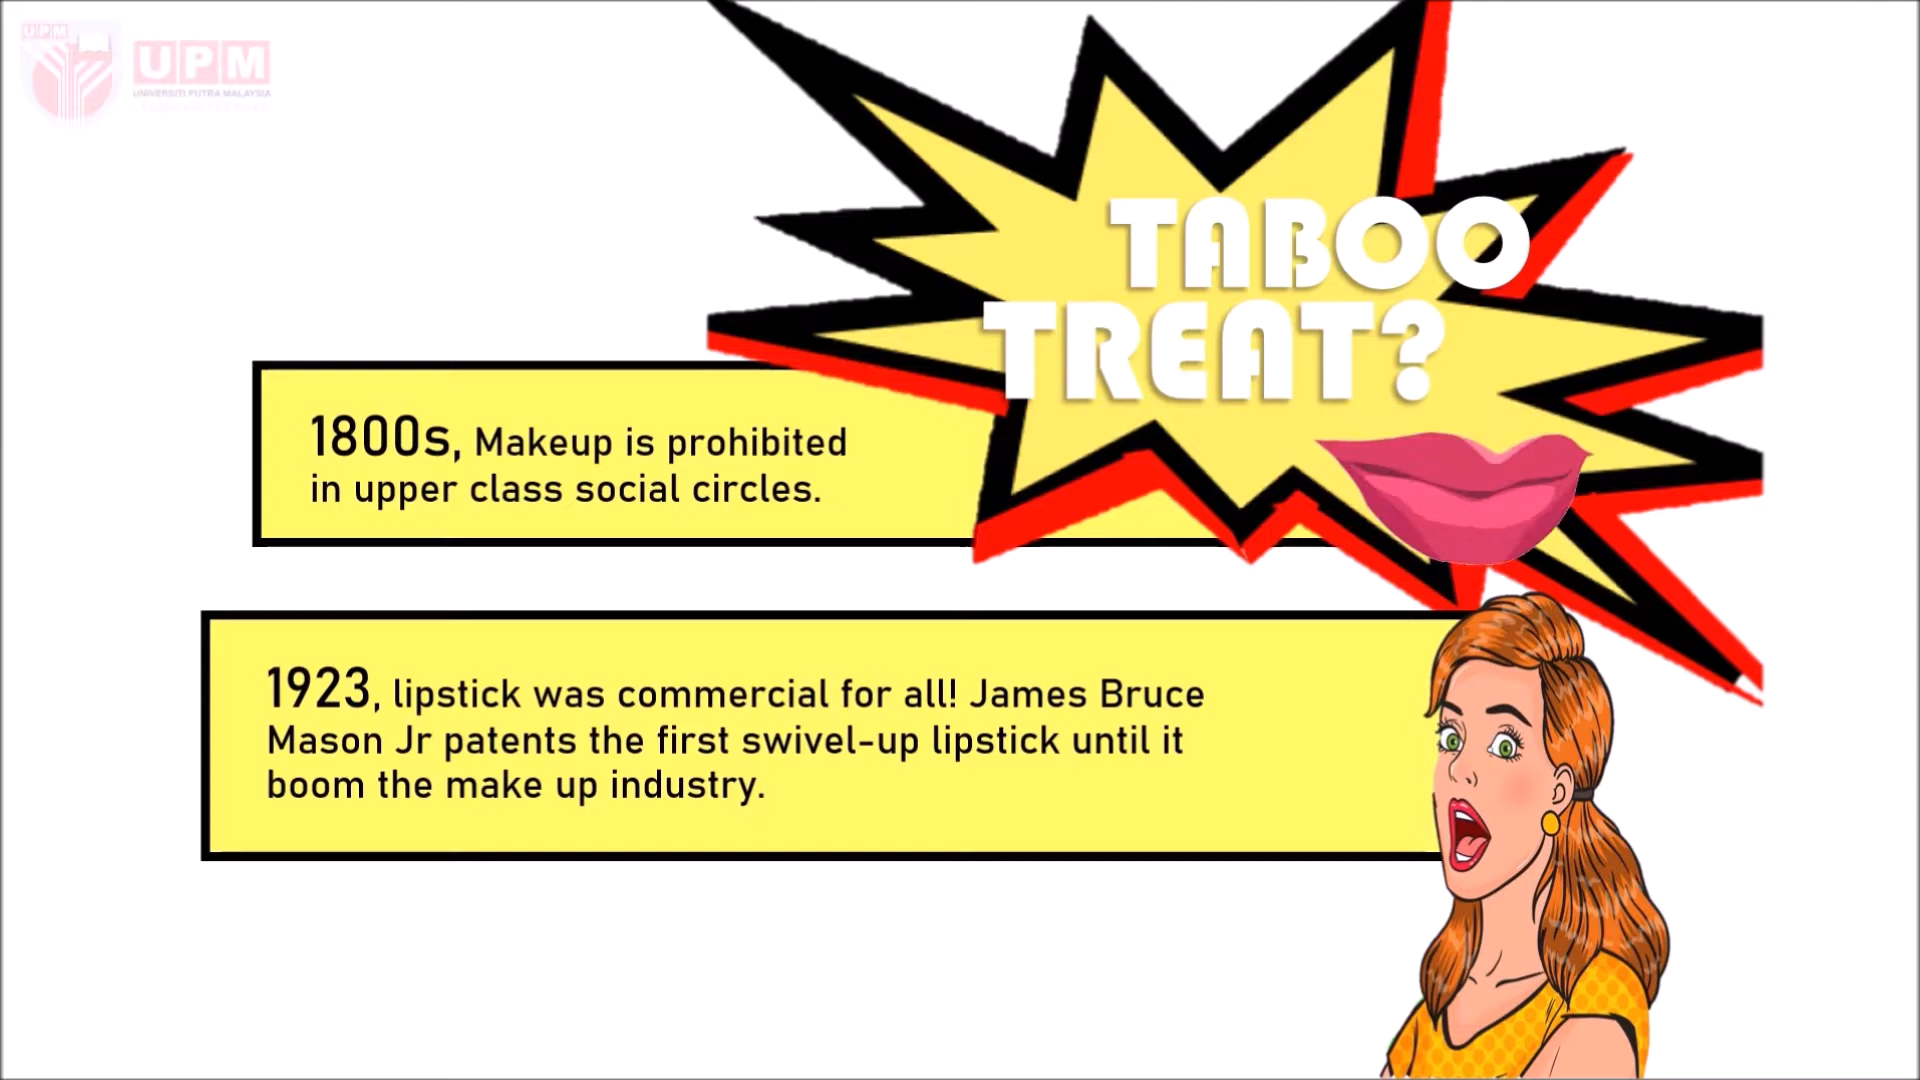 UPM
UPM
UNIVERSITI PUTRA MALAYSIA
TABOO
TREAT?
1800s, Makeup is prohibited
in upper class social circles.
1923, lipstick was commercial for all! James Bruce
Mason Jr patents the first swivel-up lipstick until it
boom the make up industry.